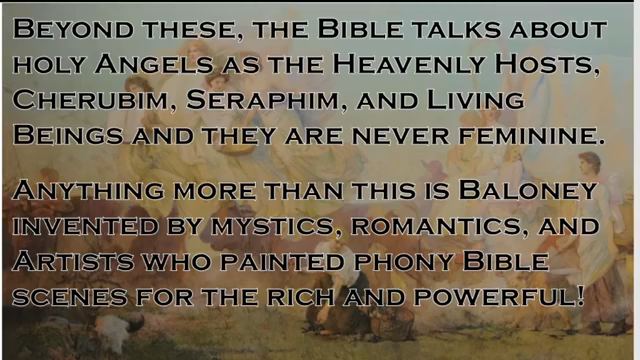 Beyond these, the Bible talks about
holy Angels as the Heavenly Hosts,
Cherubim, Seraphim, and Living
Beings and they are never feminine.
Anything more than this is Baloney
invented by mystics, romantics, and
Artists who painted phony Bible
scenes for the rich and powerful!